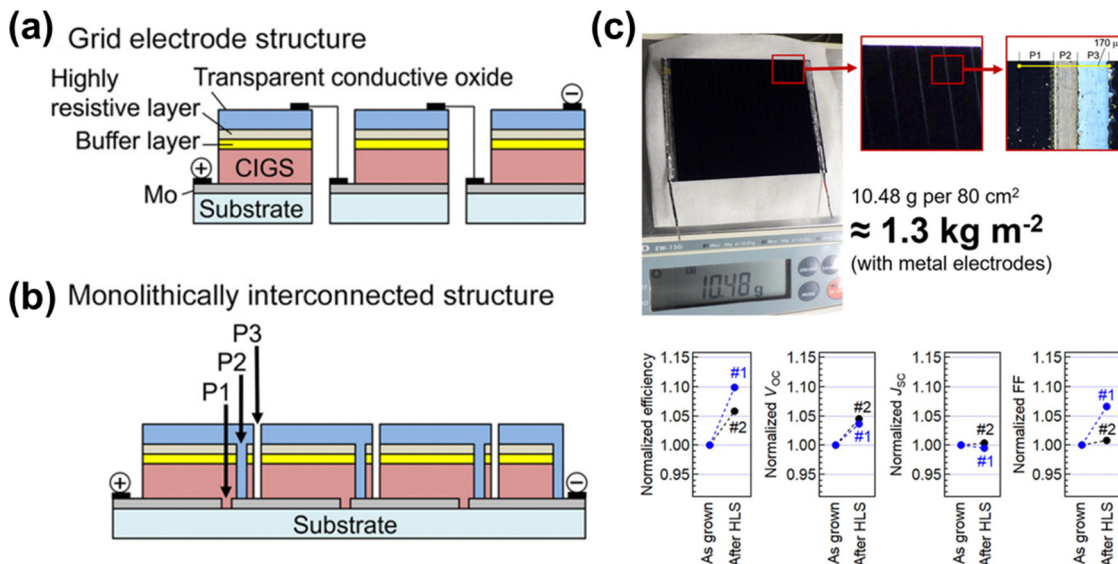 (a)
Grid electrode structure
Highly
resistive layer
Transparent conductive oxide
Buffer layer
CIGS
Mo
Substrate
(b)
Monolithically interconnected structure
P3
P2
P1
Substrate
(c)
10.48 g
170 μ
P1 P2 P3
10.48 g per 80 cm²
≈ 1.3 kg m⁻²
(with metal electrodes)
Normalized efficiency
1.15
1.10
1.05
1.00
0.95
#1
#2
As grown
After HLS
Normalized VOC
1.15
1.10
1.05
1.00
0.95
#2
#1
As grown
After HLS
Normalized JSC
1.15
1.10
1.05
1.00
0.95
#2
#1
As grown
After HLS
Normalized FF
1.15
1.10
1.05
1.00
0.95
#1
#2
As grown
After HLS